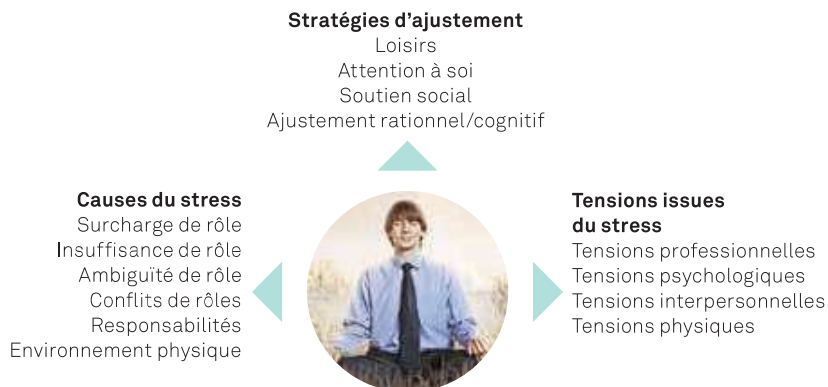 Stratégies d’ajustement
Loisirs
Attention à soi
Soutien social
Ajustement rationnel/cognitif
Causes du stress
Surcharge de rôle
Insuffisance de rôle
Ambiguïté de rôle
Conflits de rôles
Responsabilités
Environnement physique
Tensions issues
du stress
Tensions professionnelles
Tensions psychologiques
Tensions interpersonnelles
Tensions physiques